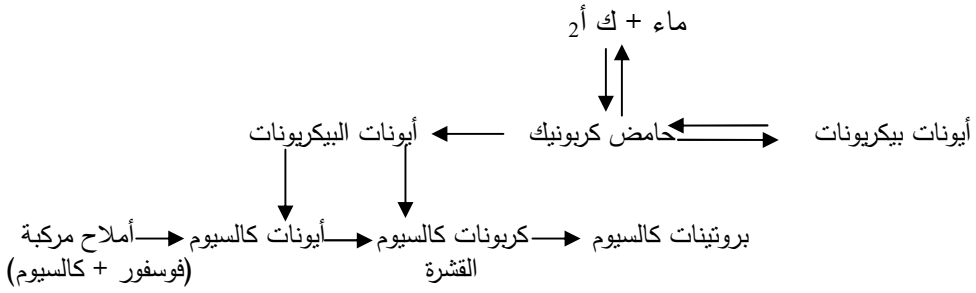 ماء + ك أ2
أيونات بيكربونات حامض كربونيك أيونات البيكربونات
بروتينات كالسيوم كربونات كالسيوم أيونات كالسيوم أملاح مركبة
القشرة (فوسفور + كالسيوم)